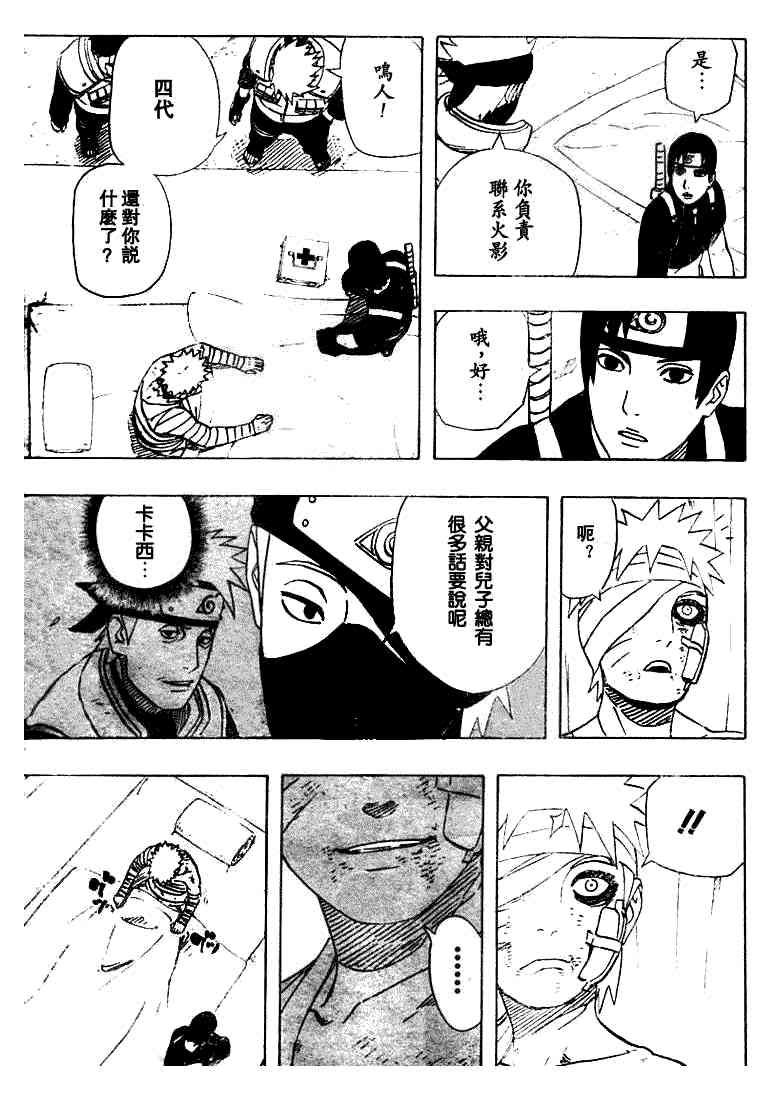 是…
你負責
聯系火影
鳴人！
四代
還對你說
什麼了？
哦，好…
呃？
父親對兒子總有
很多話要說呢
卡卡西…
!!
……